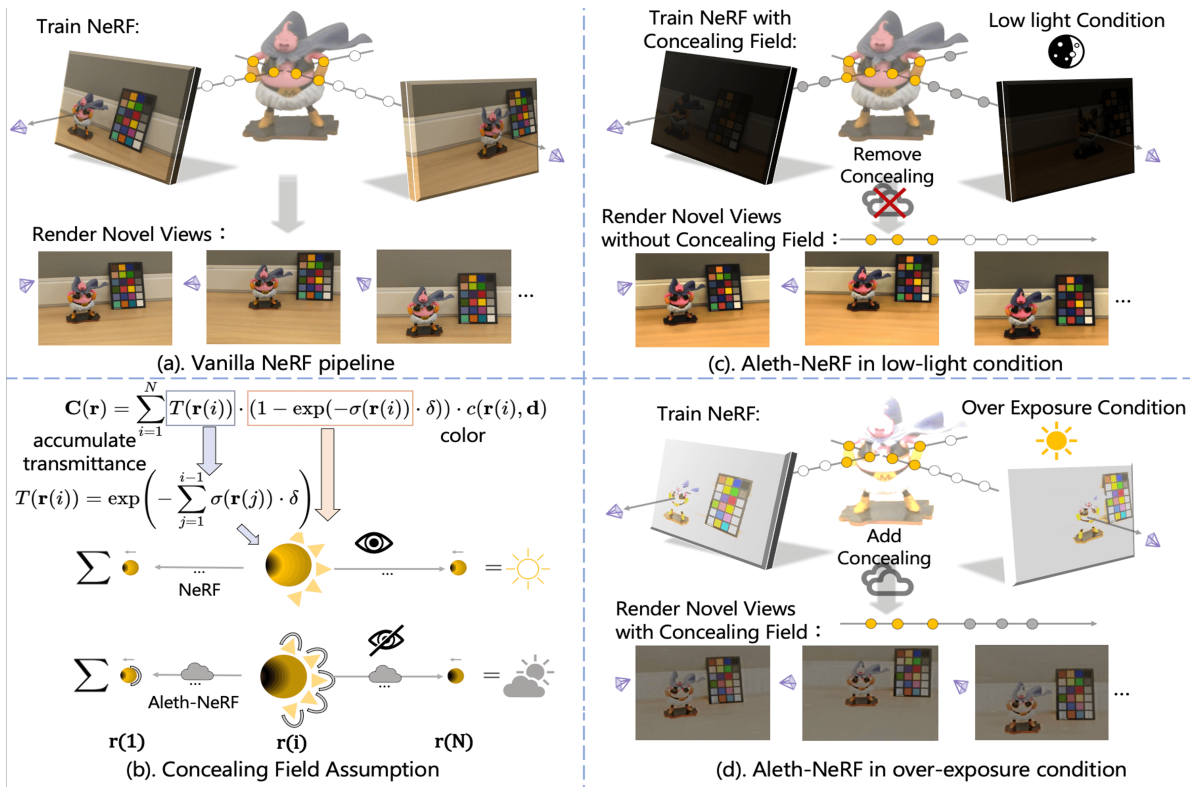 Train NeRF:
Render Novel Views：
...
(a). Vanilla NeRF pipeline
Train NeRF with
Concealing Field:
Low light Condition
Remove
Concealing
Render Novel Views
without Concealing Field：
...
(c). Aleth-NeRF in low-light condition
C(r) = \sum_{i=1}^{N} T(r(i)) · (1 − exp(−σ(r(i)) · δ)) · c(r(i), d)
accumulate
transmittance
color
T(r(i)) = exp(− \sum_{j=1}^{i−1} σ(r(j)) · δ)
∑ ... ... =
NeRF
∑ ... ... =
Aleth-NeRF
r(1) r(i) r(N)
(b). Concealing Field Assumption
Train NeRF:
Over Exposure Condition
Add
Concealing
Render Novel Views
with Concealing Field：
...
(d). Aleth-NeRF in over-exposure condition